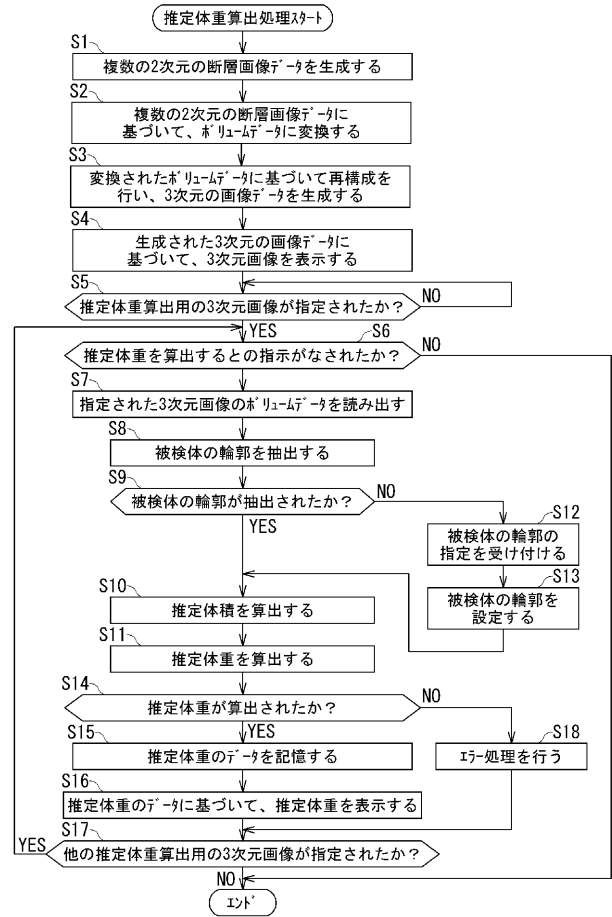 推定体重算出処理スタート
S1
複数の2次元の断層画像データを生成する
S2
複数の2次元の断層画像データに
基づいて、ボリュームデータに変換する
S3
変換されたボリュームデータに基づいて再構成を
行い、3次元の画像データを生成する
S4
生成された3次元の画像データに
基づいて、3次元画像を表示する
S5
推定体重算出用の3次元画像が指定されたか？
NO
YES
S6
推定体重を算出するとの指示がなされたか？
NO
S7
指定された3次元画像のボリュームデータを読み出す
S8
被検体の輪郭を抽出する
S9
被検体の輪郭が抽出されたか？
NO
YES
S12
被検体の輪郭の
指定を受け付ける
S13
被検体の輪郭を
設定する
S10
推定体積を算出する
S11
推定体重を算出する
S14
推定体重が算出されたか？
NO
YES
S15
推定体重のデータを記憶する
S18
エラー処理を行う
S16
推定体重のデータに基づいて、推定体重を表示する
S17
YES
他の推定体重算出用の3次元画像が指定されたか？
NO
エンド